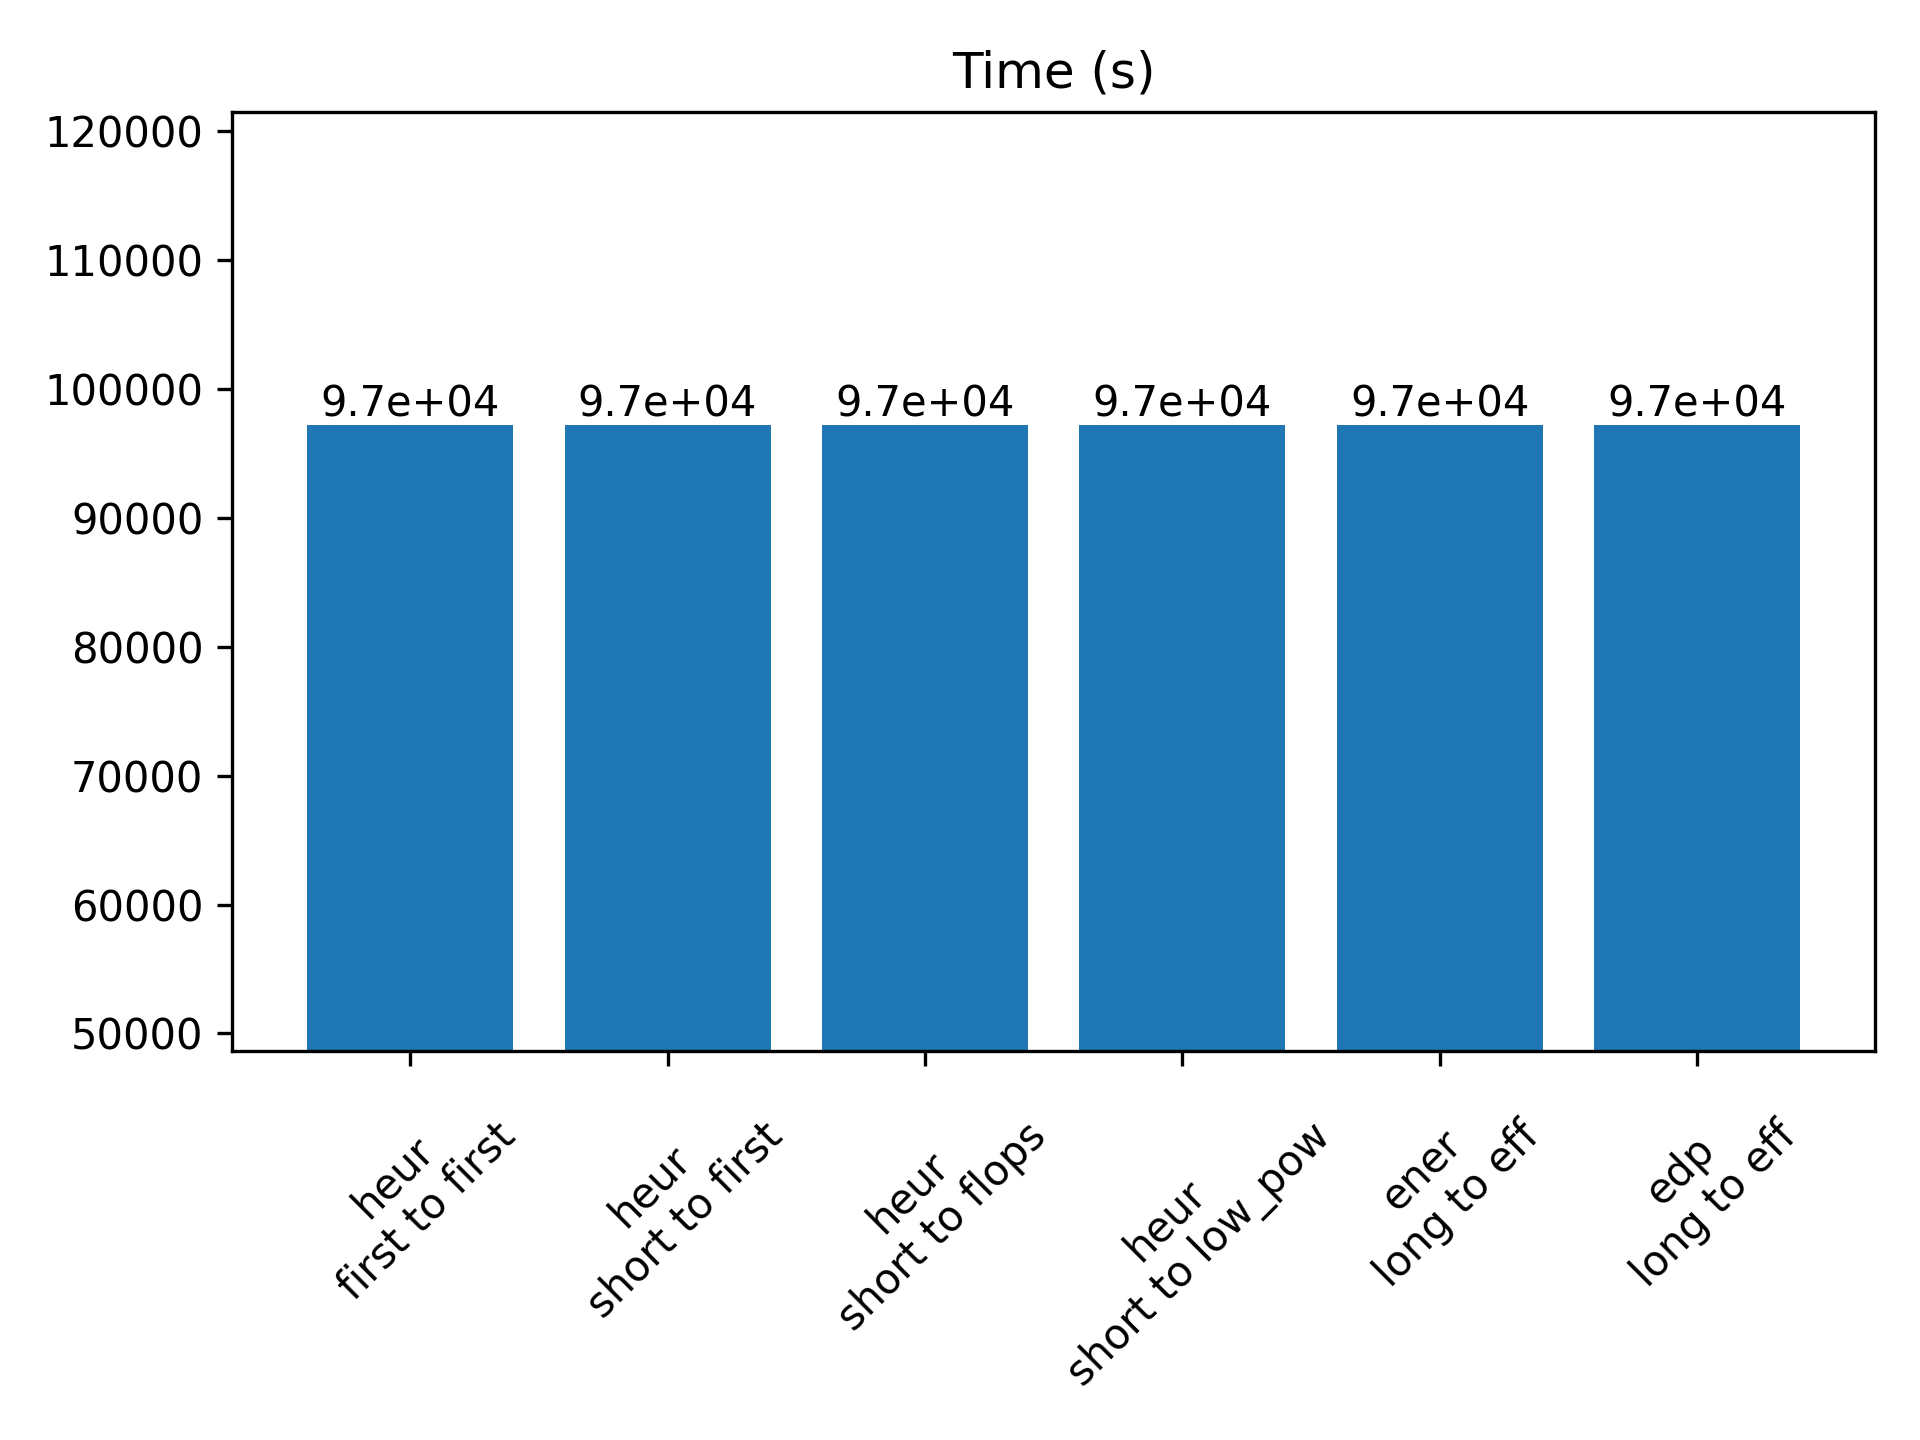 Time (s)
120000
110000
100000
90000
80000
70000
60000
50000
9.7e+04
9.7e+04
9.7e+04
9.7e+04
9.7e+04
9.7e+04
heur
first to first
heur
short to first
heur
short to flops
heur
short to low_pow
ener
long to eff
edp
long to eff